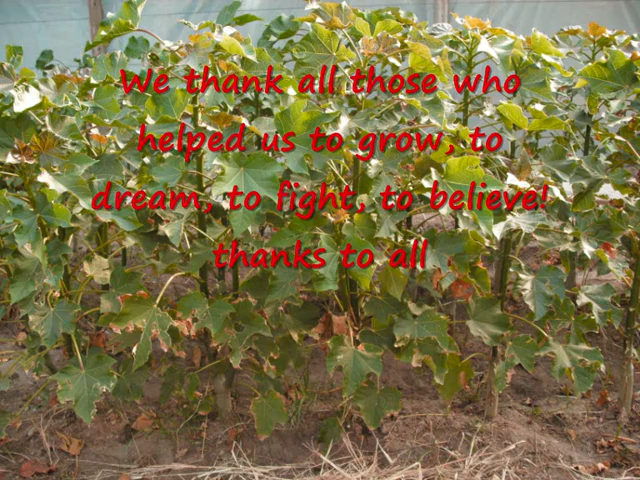 We thank all those who
helped us to grow, to
dream, to fight, to believe!
thanks to all